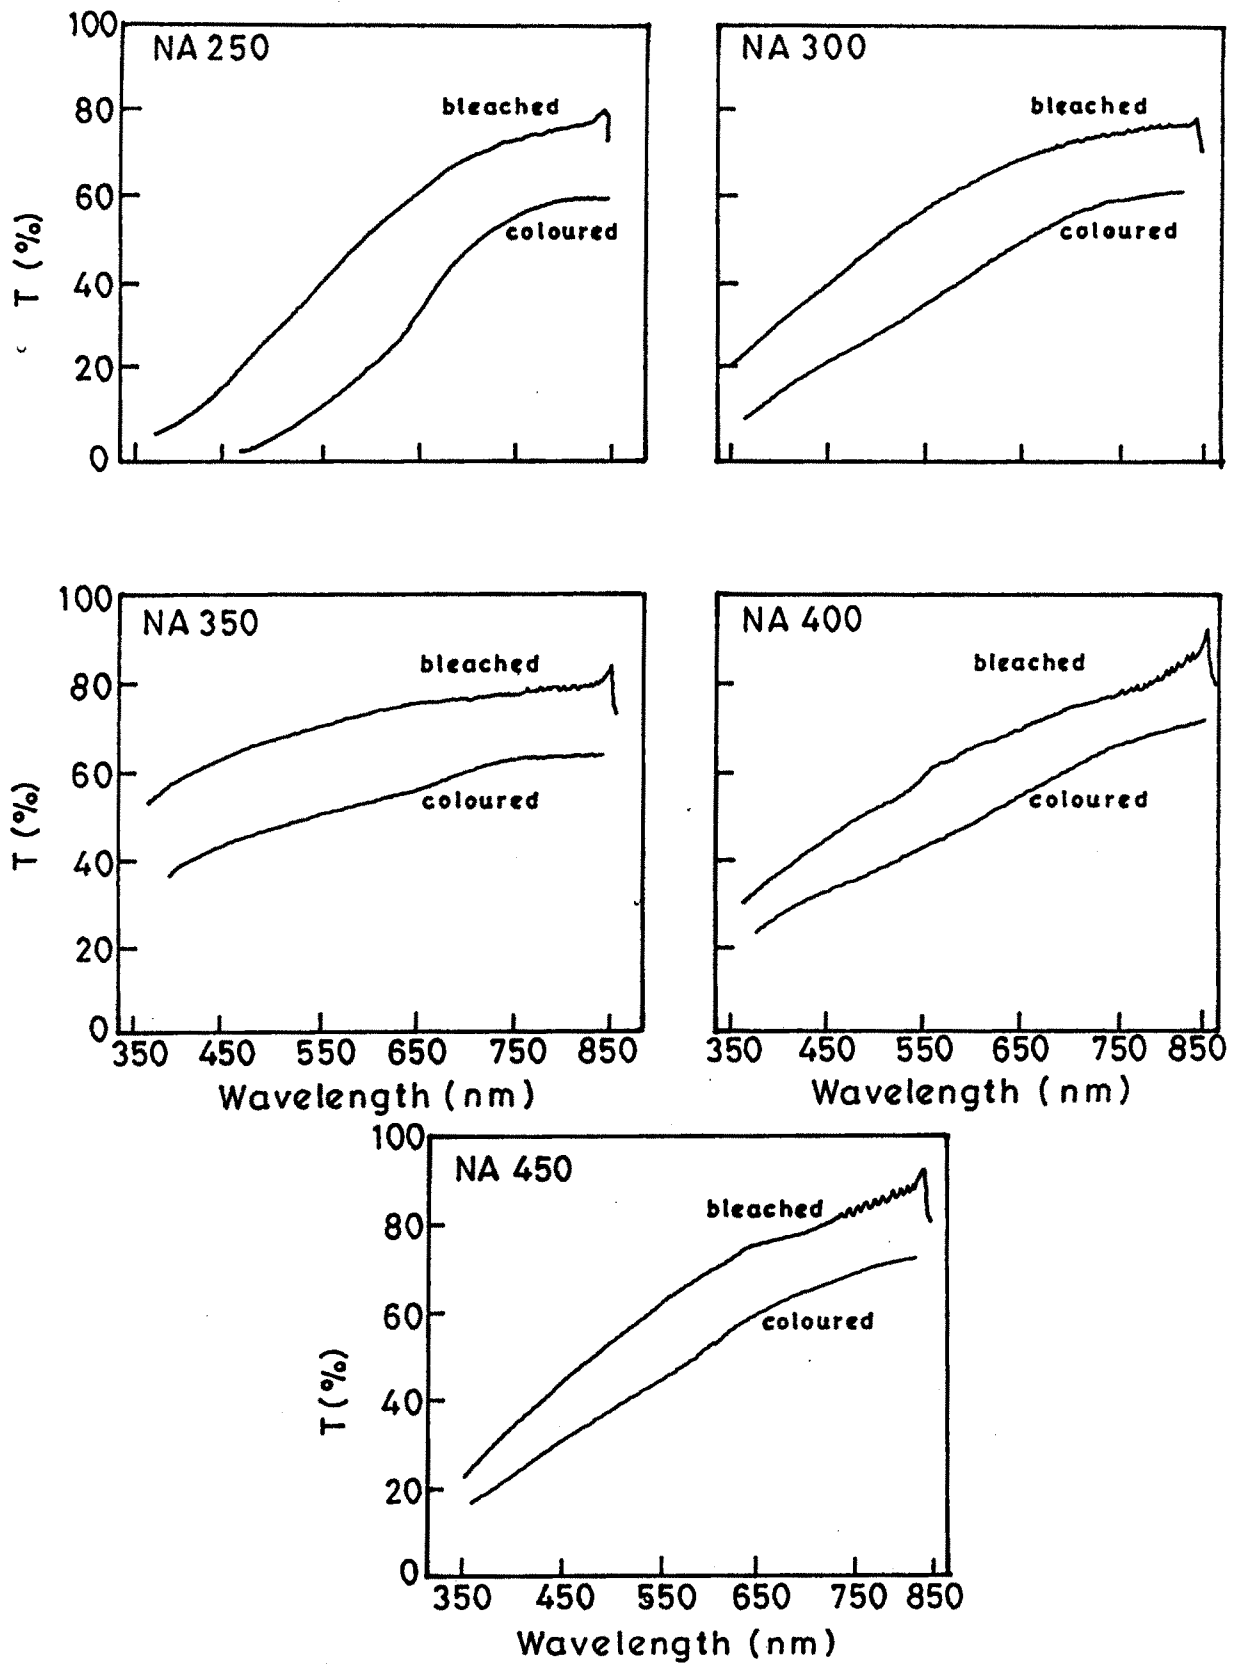 100
NA 250
80
bleached
60
coloured
40
20
0
T (%)
NA 300
bleached
coloured
100
NA 350
80
bleached
60
coloured
40
20
0
T (%)
350 450 550 650 750 850
Wavelength (nm)
NA 400
bleached
coloured
350 450 550 650 750 850
Wavelength (nm)
100
NA 450
80
bleached
60
coloured
40
20
0
T (%)
350 450 550 650 750 850
Wavelength (nm)